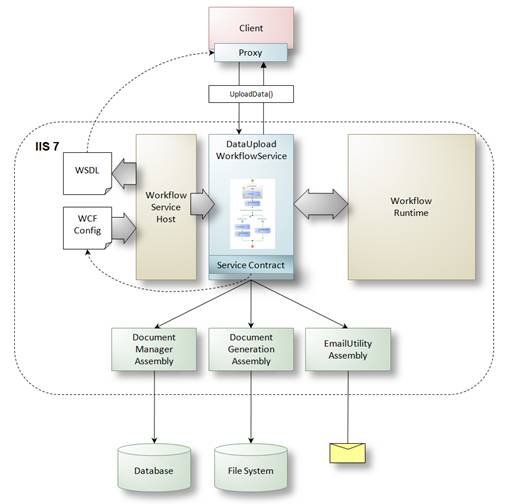 Client
Proxy
UploadData()
IIS 7
DataUpload
WorkflowService
WSDL
Workflow
Service
Host
Workflow
Runtime
WCF
Config
Service Contract
Document
Manager
Assembly
Document
Generation
Assembly
EmailUtility
Assembly
Database
File System